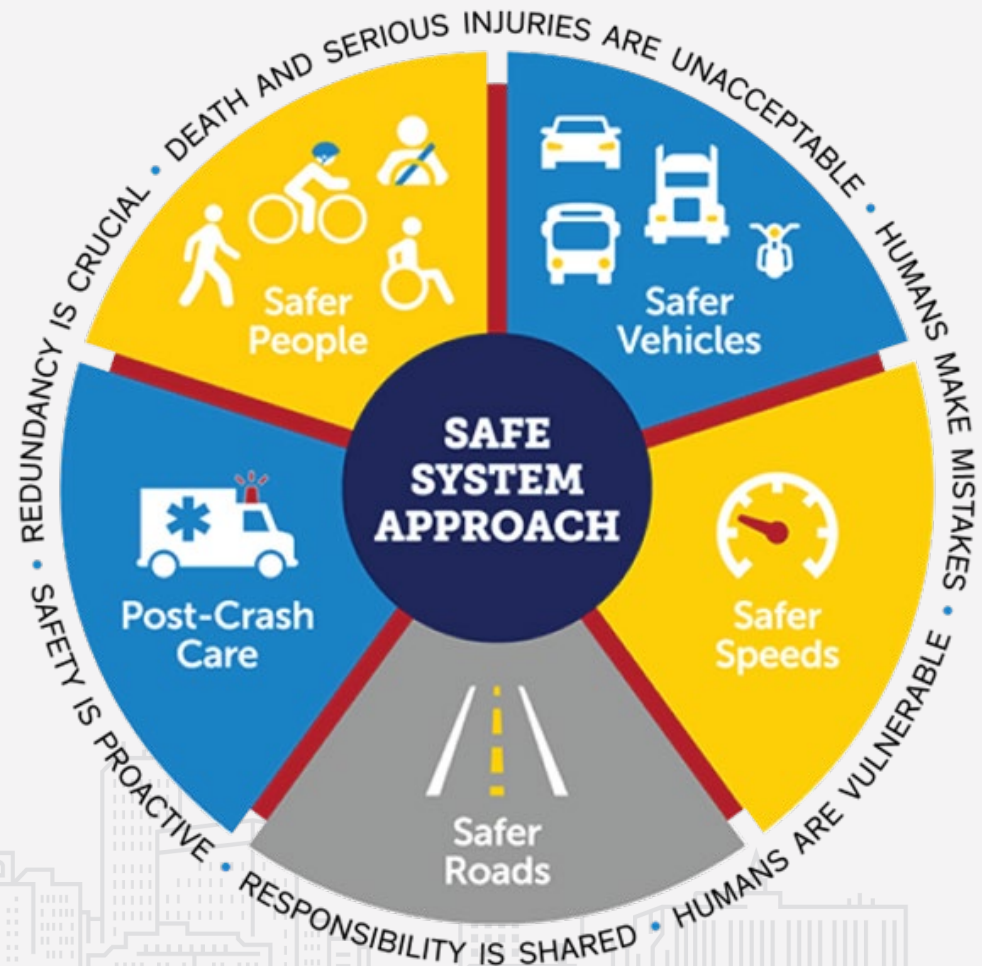 DEATH AND SERIOUS INJURIES ARE UNACCEPTABLE •
HUMANS MAKE MISTAKES •
HUMANS ARE VULNERABLE •
RESPONSIBILITY IS SHARED •
SAFETY IS PROACTIVE •
REDUNDANCY IS CRUCIAL •
Safer
People
Safer
Vehicles
SAFE
SYSTEM
APPROACH
Safer
Speeds
Safer
Roads
Post-Crash
Care